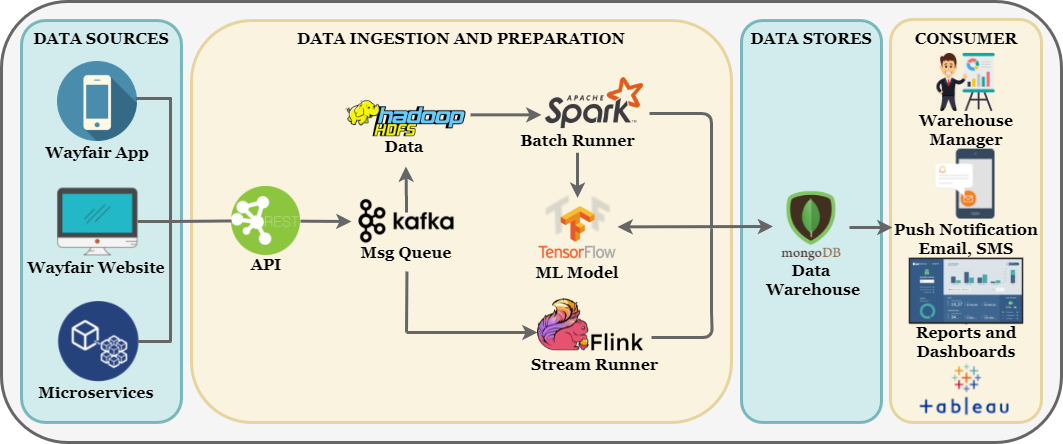 DATA SOURCES
Wayfair App
Wayfair Website
Microservices
DATA INGESTION AND PREPARATION
REST
API
kafka
Msg Queue
hadoop
HDFS
Data
APACHE
Spark
Batch Runner
TensorFlow
ML Model
Flink
Stream Runner
DATA STORES
mongoDB
Data
Warehouse
CONSUMER
Warehouse
Manager
Push Notification
Email, SMS
Reports and
Dashboards
+ableau